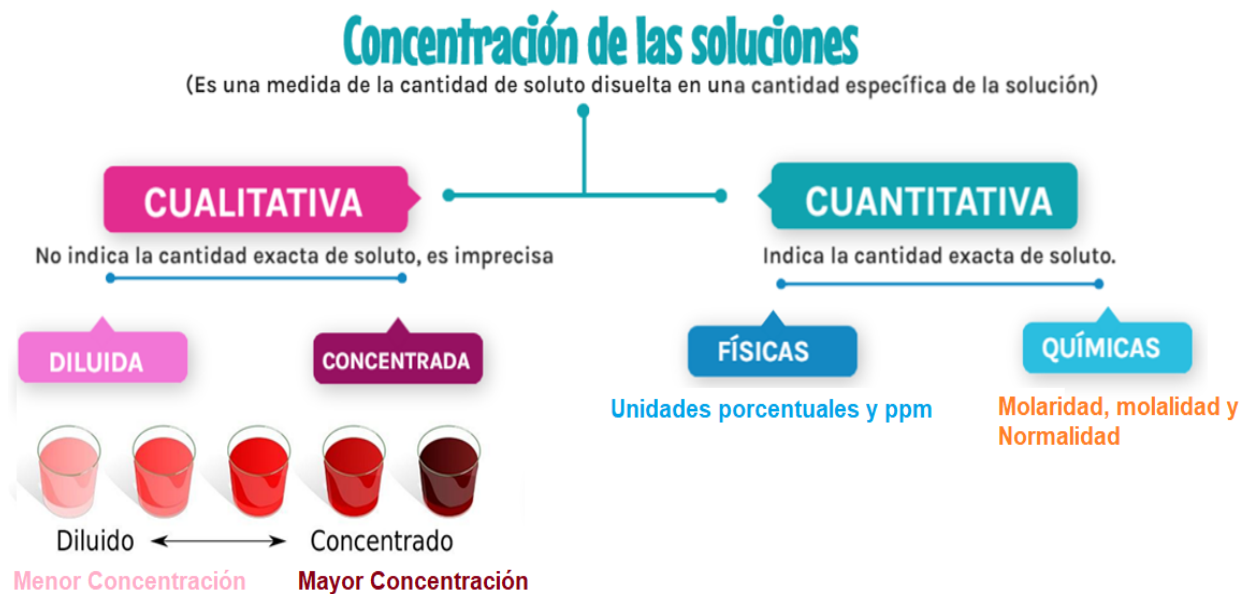 Concentración de las soluciones
(Es una medida de la cantidad de soluto disuelta en una cantidad específica de la solución)
CUALITATIVA
No indica la cantidad exacta de soluto, es imprecisa
DILUIDA
CONCENTRADA
Diluido
Concentrado
Menor Concentración
Mayor Concentración
CUANTITATIVA
Indica la cantidad exacta de soluto.
FÍSICAS
Unidades porcentuales y ppm
QUÍMICAS
Molaridad, molalidad y
Normalidad